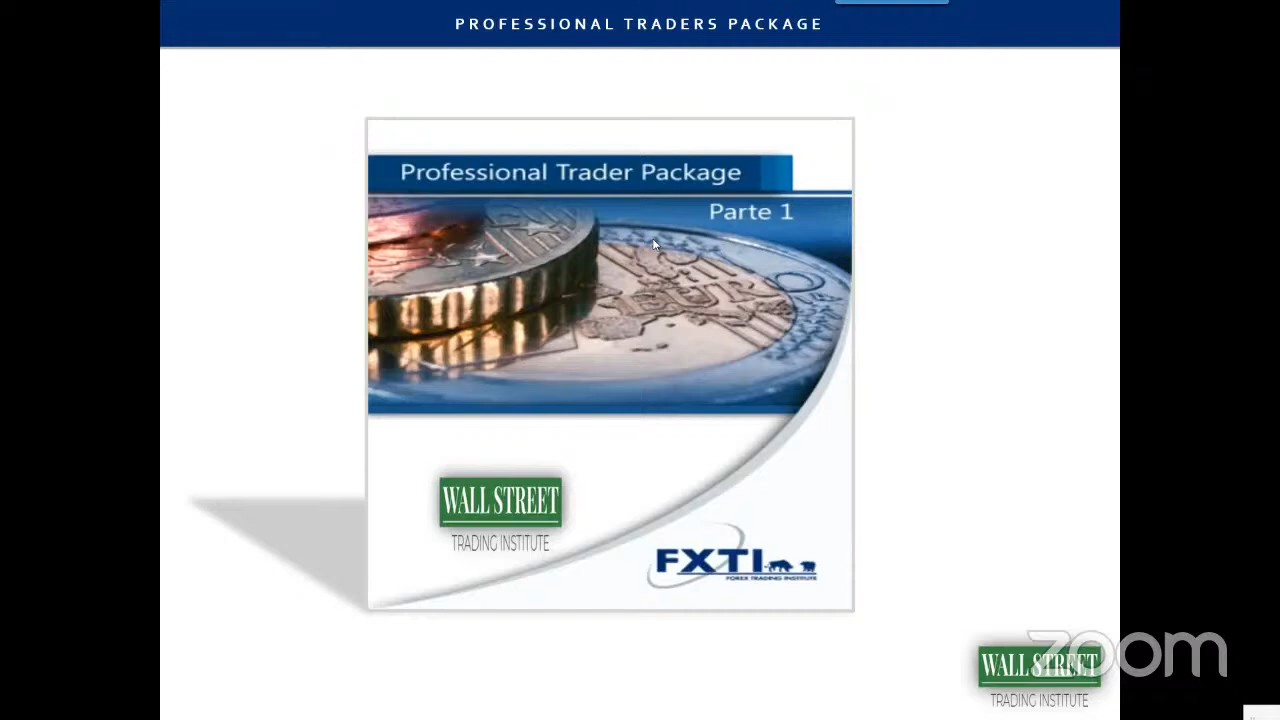 PROFESSIONAL TRADERS PACKAGE
Professional Trader Package
Parte 1
EURO
WALL STREET
TRADING INSTITUTE
FXTI
FOREX TRADING INSTITUTE
zoom
WALL STREET
TRADING INSTITUTE